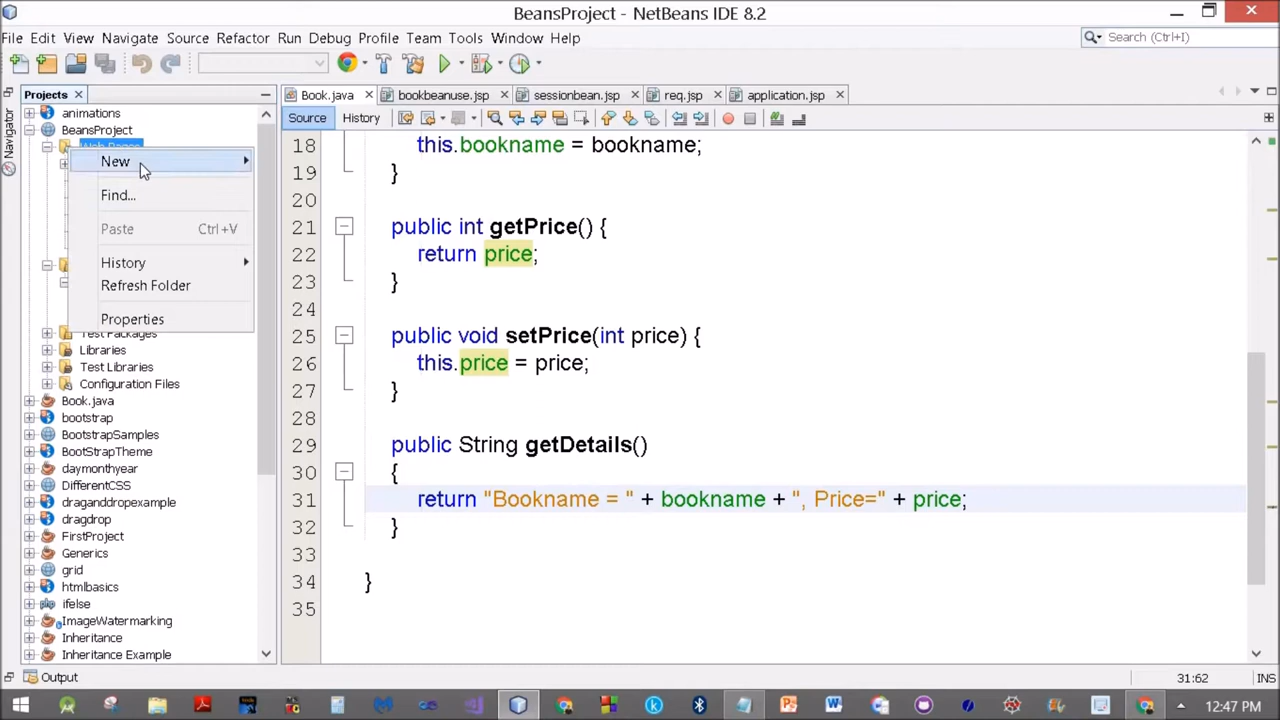 BeansProject - NetBeans IDE 8.2
File Edit View Navigate Source Refactor Run Debug Profile Team Tools Window Help
Search (Ctrl+I)
Projects
Book.java bookbeanuse.jsp sessionbean.jsp req.jsp application.jsp
Source History
Navigator
animations
BeansProject
Web Pages
New
Find...
Paste Ctrl+V
History
Refresh Folder
Properties
Test Packages
Libraries
Test Libraries
Configuration Files
Book.java
bootstrap
BootstrapSamples
BootStrapTheme
daymonthyear
DifferentCSS
draganddropexample
dragdrop
FirstProject
Generics
grid
htmlbasics
ifelse
ImageWatermarking
Inheritance
Inheritance Example
18 this.bookname = bookname;
19 }
20
21 public int getPrice() {
22 return price;
23 }
24
25 public void setPrice(int price) {
26 this.price = price;
27 }
28
29 public String getDetails()
30 {
31 return "Bookname = " + bookname + ", Price=" + price;
32 }
33
34 }
35
Output
31:62
12:47 PM